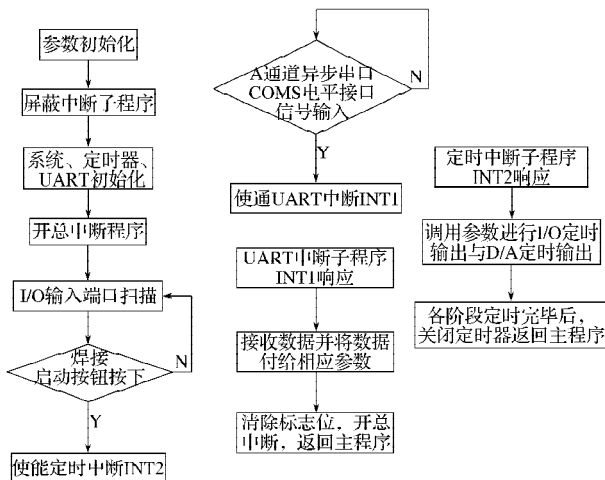 参数初始化
屏蔽中断子程序
系统、定时器、
UART初始化
开总中断程序
I/O输入端口扫描
焊接
启动按钮按下
N
Y
使能定时中断INT2
A通道异步串口
COMS电平接口
信号输入
N
Y
使通UART中断INT1
UART中断子程序
INT1响应
接收数据并将数据
付给相应参数
清除标志位，开总
中断，返回主程序
定时中断子程序
INT2响应
调用参数进行I/O定时
输出与D/A定时输出
各阶段定时完毕后，
关闭定时器返回主程序